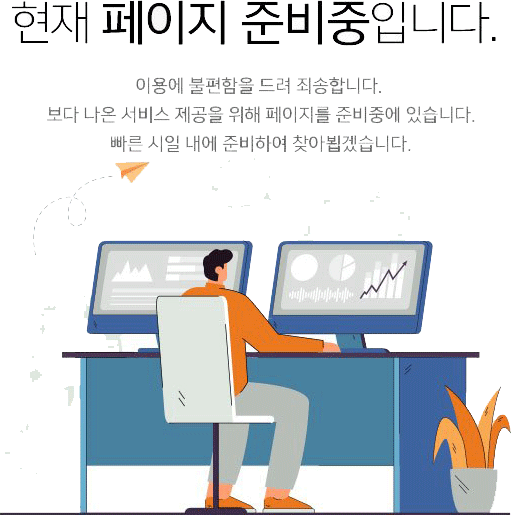 현재 페이지 준비중입니다.
이용에 불편함을 드려 죄송합니다.
보다 나은 서비스 제공을 위해 페이지를 준비중에 있습니다.
빠른 시일 내에 준비하여 찾아뵙겠습니다.